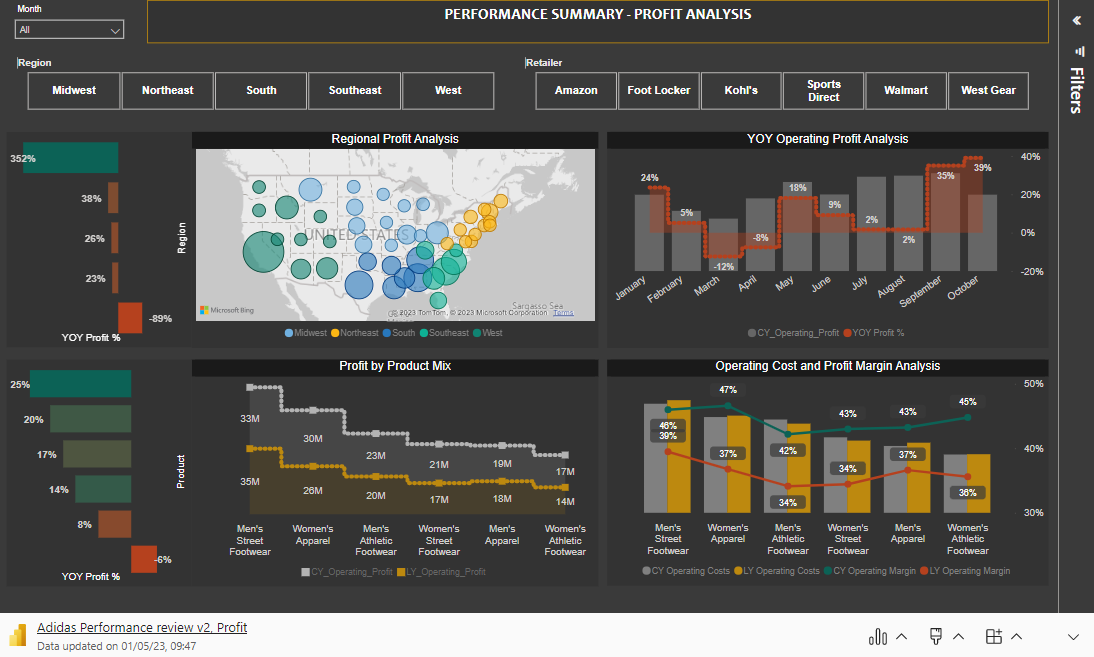 Month
All
PERFORMANCE SUMMARY - PROFIT ANALYSIS
Filters
Region
Midwest
Northeast
South
Southeast
West
Retailer
Amazon
Foot Locker
Kohl's
Sports
Direct
Walmart
West Gear
352%
38%
26%
23%
-89%
YOY Profit %
Region
Regional Profit Analysis
UNITED STATES
Sargasso Sea
Microsoft Bing
© 2023 TomTom, © 2023 Microsoft Corporation Terms
Midwest Northeast South Southeast West
YOY Operating Profit Analysis
24%
5%
-12%
-8%
18%
9%
2%
2%
35%
39%
40%
20%
0%
-20%
January
February
March
April
May
June
July
August
September
October
CY_Operating_Profit YOY Profit %
25%
20%
17%
14%
8%
-6%
YOY Profit %
Product
Profit by Product Mix
33M
30M
23M
21M
19M
17M
35M
26M
20M
17M
18M
14M
Men's
Street
Footwear
Women's
Apparel
Men's
Athletic
Footwear
Women's
Street
Footwear
Men's
Apparel
Women's
Athletic
Footwear
CY_Operating_Profit LY_Operating_Profit
Operating Cost and Profit Margin Analysis
46%
47%
42%
43%
43%
45%
39%
37%
34%
34%
37%
36%
50%
40%
30%
Men's
Street
Footwear
Women's
Apparel
Men's
Athletic
Footwear
Women's
Street
Footwear
Men's
Apparel
Women's
Athletic
Footwear
CY Operating Costs LY Operating Costs CY Operating Margin LY Operating Margin
Adidas Performance review v2, Profit
Data updated on 01/05/23, 09:47